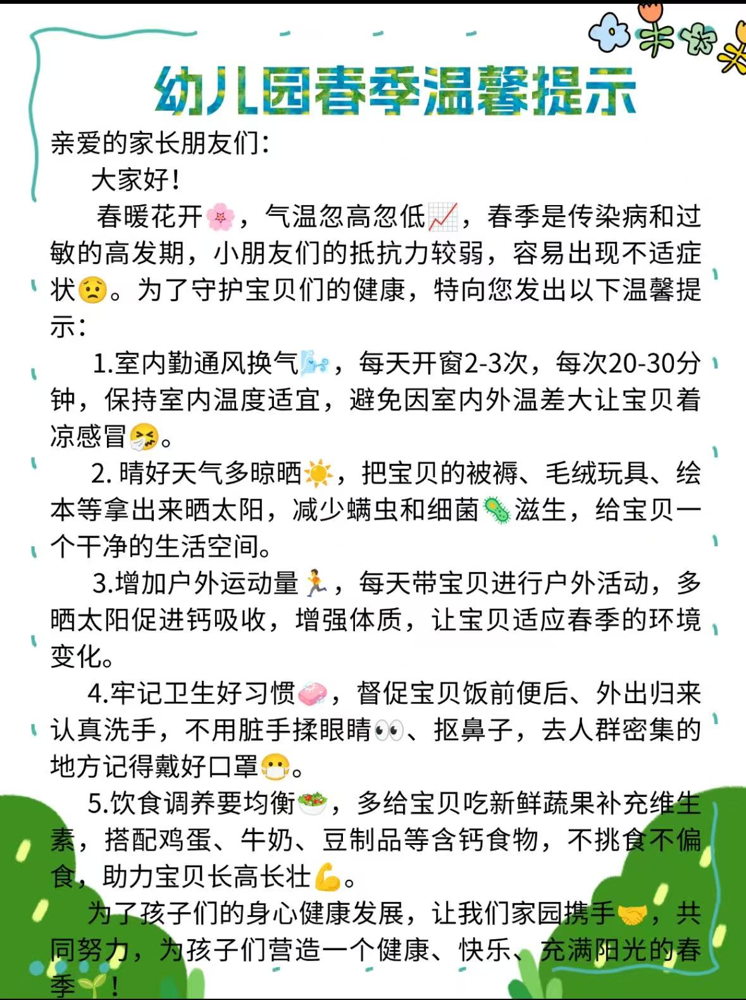 幼儿园春季温馨提示
亲爱的家长朋友们：
大家好！
春暖花开🌸，气温忽高忽低📈，春季是传染病和过
敏的高发期，小朋友们的抵抗力较弱，容易出现不适症
状😟。为了守护宝贝们的健康，特向您发出以下温馨提
示：
1.室内勤通风换气🌬️，每天开窗2-3次，每次20-30分
钟，保持室内温度适宜，避免因室内外温差大让宝贝着
凉感冒🤧。
2. 晴好天气多晾晒☀️，把宝贝的被褥、毛绒玩具、绘
本等拿出来晒太阳，减少螨虫和细菌🦠滋生，给宝贝一
个干净的生活空间。
3.增加户外运动量🏃，每天带宝贝进行户外活动，多
晒太阳促进钙吸收，增强体质，让宝贝适应春季的环境
变化。
4.牢记卫生好习惯🧼，督促宝贝饭前便后、外出归来
认真洗手，不用脏手揉眼睛👀、抠鼻子，去人群密集的
地方记得戴好口罩😷。
5.饮食调养要均衡🥗，多给宝贝吃新鲜蔬果补充维生
素，搭配鸡蛋、牛奶、豆制品等含钙食物，不挑食不偏
食，助力宝贝长高长壮💪。
为了孩子们的身心健康发展，让我们家园携手🤝，共
同努力，为孩子们营造一个健康、快乐、充满阳光的春
季🌱！